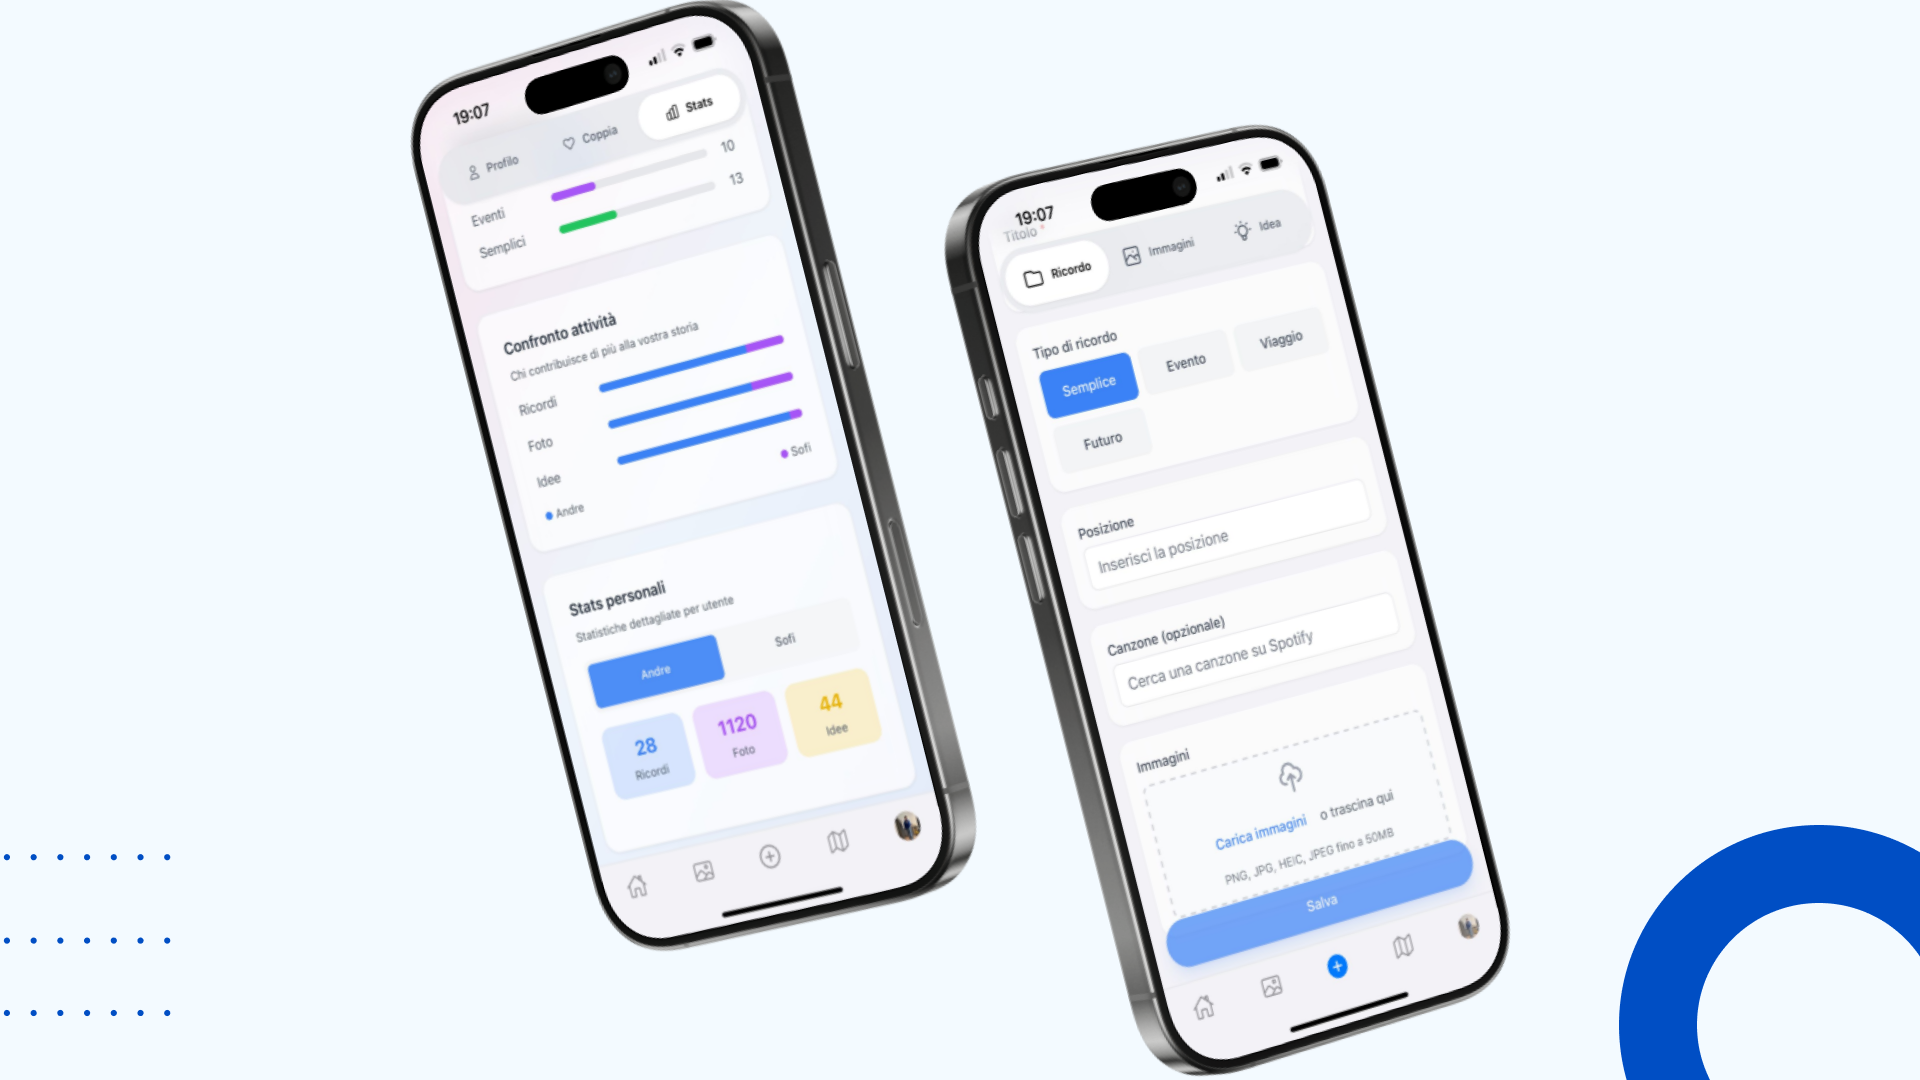 19:07
Profilo
Coppia
Stats
Eventi
10
Semplici
13
Confronto attività
Chi contribuisce di più alla vostra storia
Ricordi
Foto
Idee
Andre
Sofi
Stats personali
Statistiche dettagliate per utente
Andre
Sofi
28
Ricordi
1120
Foto
44
Idee
19:07
Titolo *
Ricordo
Immagini
Idea
Tipo di ricordo
Semplice
Evento
Viaggio
Futuro
Posizione
Inserisci la posizione
Canzone (opzionale)
Cerca una canzone su Spotify
Immagini
Carica immagini o trascina qui
PNG, JPG, HEIC, JPEG fino a 50MB
Salva